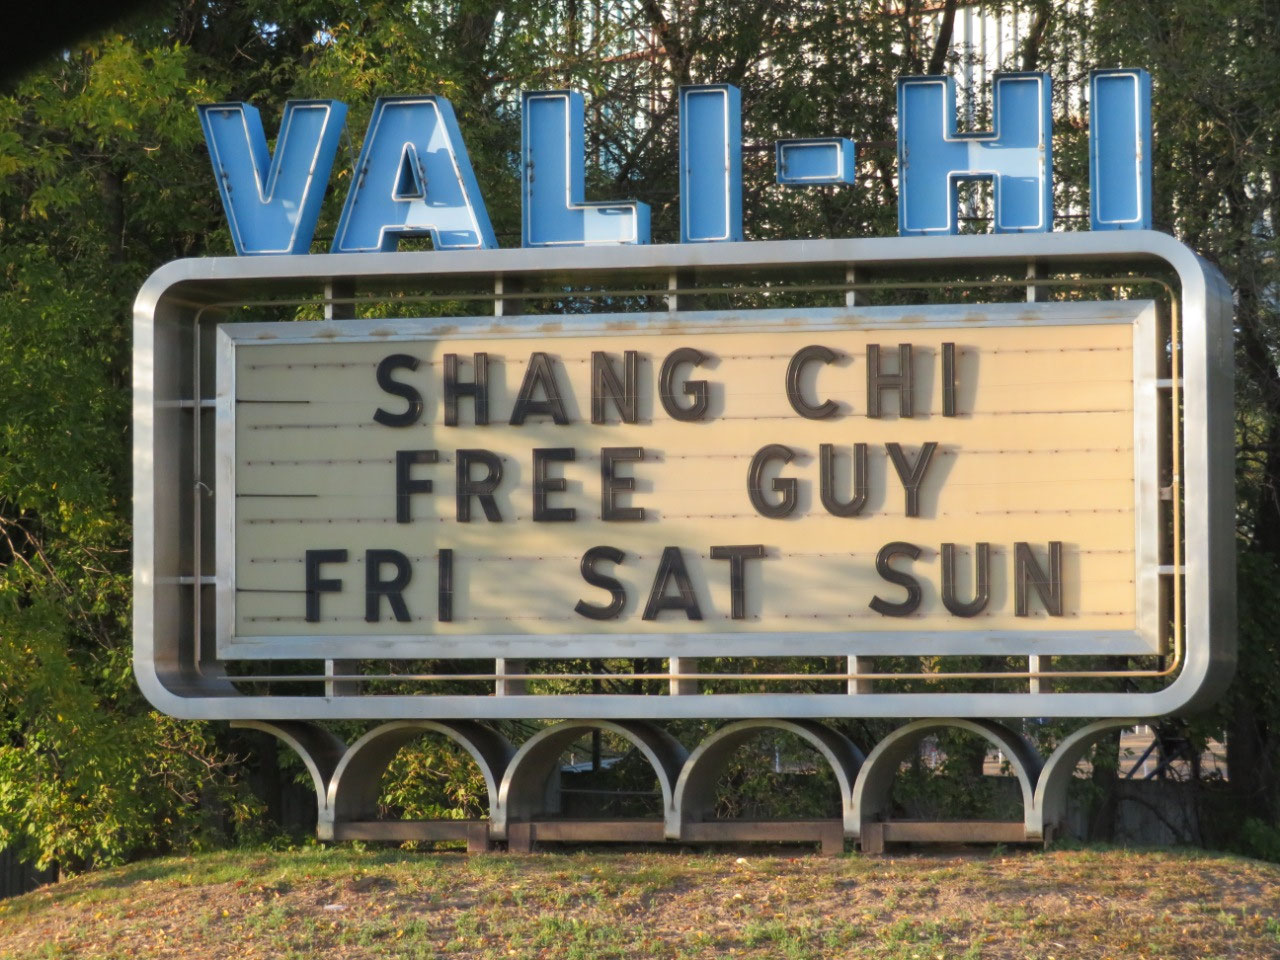 VALI-HI
SHANG CHI
FREE GUY
FRI SAT SUN